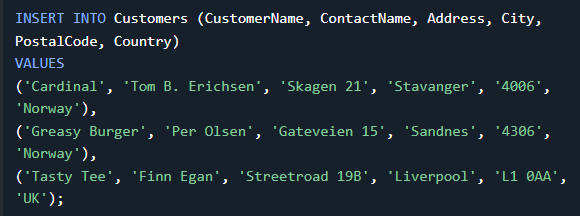 INSERT INTO Customers (CustomerName, ContactName, Address, City,
PostalCode, Country)
VALUES
('Cardinal', 'Tom B. Erichsen', 'Skagen 21', 'Stavanger', '4006',
'Norway'),
('Greasy Burger', 'Per Olsen', 'Gateveien 15', 'Sandnes', '4306',
'Norway'),
('Tasty Tee', 'Finn Egan', 'Streetroad 19B', 'Liverpool', 'L1 0AA',
'UK');